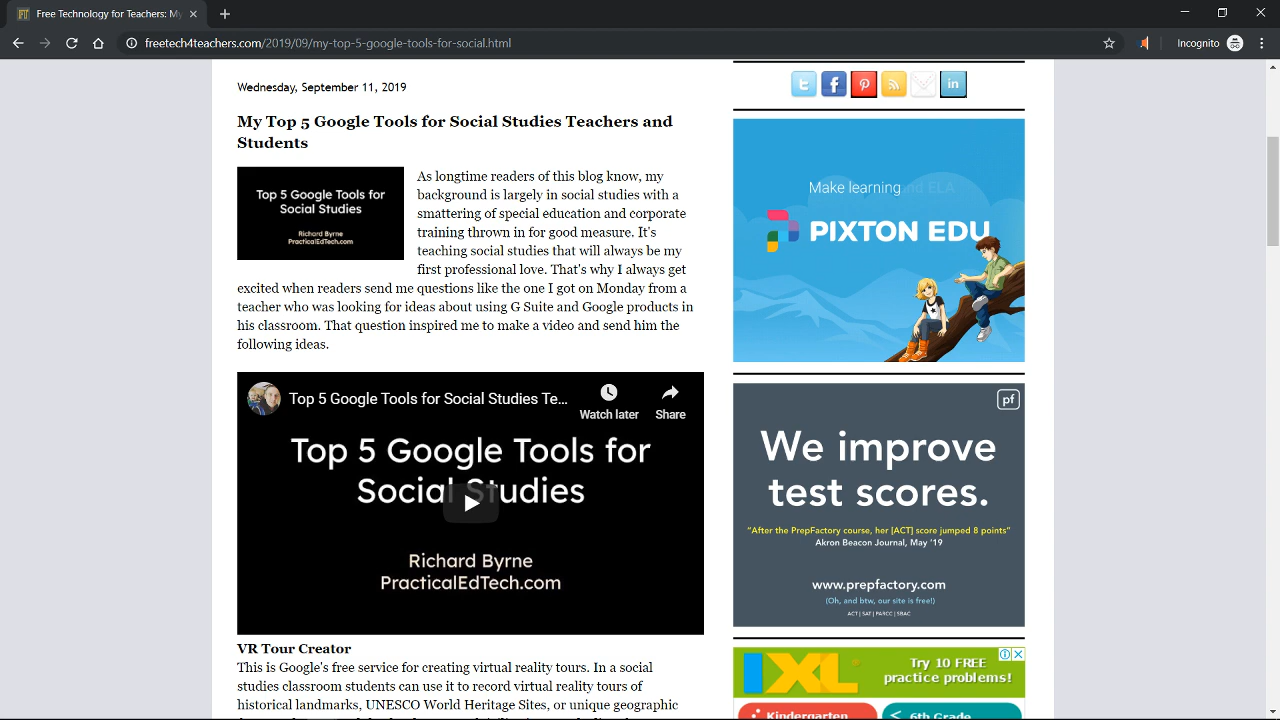 Free Technology for Teachers: My
freetech4teachers.com/2019/09/my-top-5-google-tools-for-social.html
Incognito
Wednesday, September 11, 2019
My Top 5 Google Tools for Social Studies Teachers and
Students
Top 5 Google Tools for
Social Studies
Richard Byrne
PracticalEdTech.com
As longtime readers of this blog know, my
background is largely in social studies with a
smattering of special education and corporate
training thrown in for good measure. It's
teaching social studies that will always be my
first professional love. That's why I always get
excited when readers send me questions like the one I got on Monday from a
teacher who was looking for ideas about using G Suite and Google products in
his classroom. That question inspired me to make a video and send him the
following ideas.
Top 5 Google Tools for Social Studies Te...
Watch later
Share
Top 5 Google Tools for
Social Studies
Richard Byrne
PracticalEdTech.com
VR Tour Creator
This is Google's free service for creating virtual reality tours. In a social
studies classroom students can use it to record virtual reality tours of
historical landmarks, UNESCO World Heritage Sites, or unique geographic
in
Make learning
PIXTON EDU
pf
We improve
test scores.
"After the PrepFactory course, her [ACT] score jumped 8 points"
Akron Beacon Journal, May '19
www.prepfactory.com
(Oh, and btw, our site is free!)
ACT | SAT | PARCC | SBAC
IXL
Try 10 FREE
practice problems!
Kindergarten
6th Grade